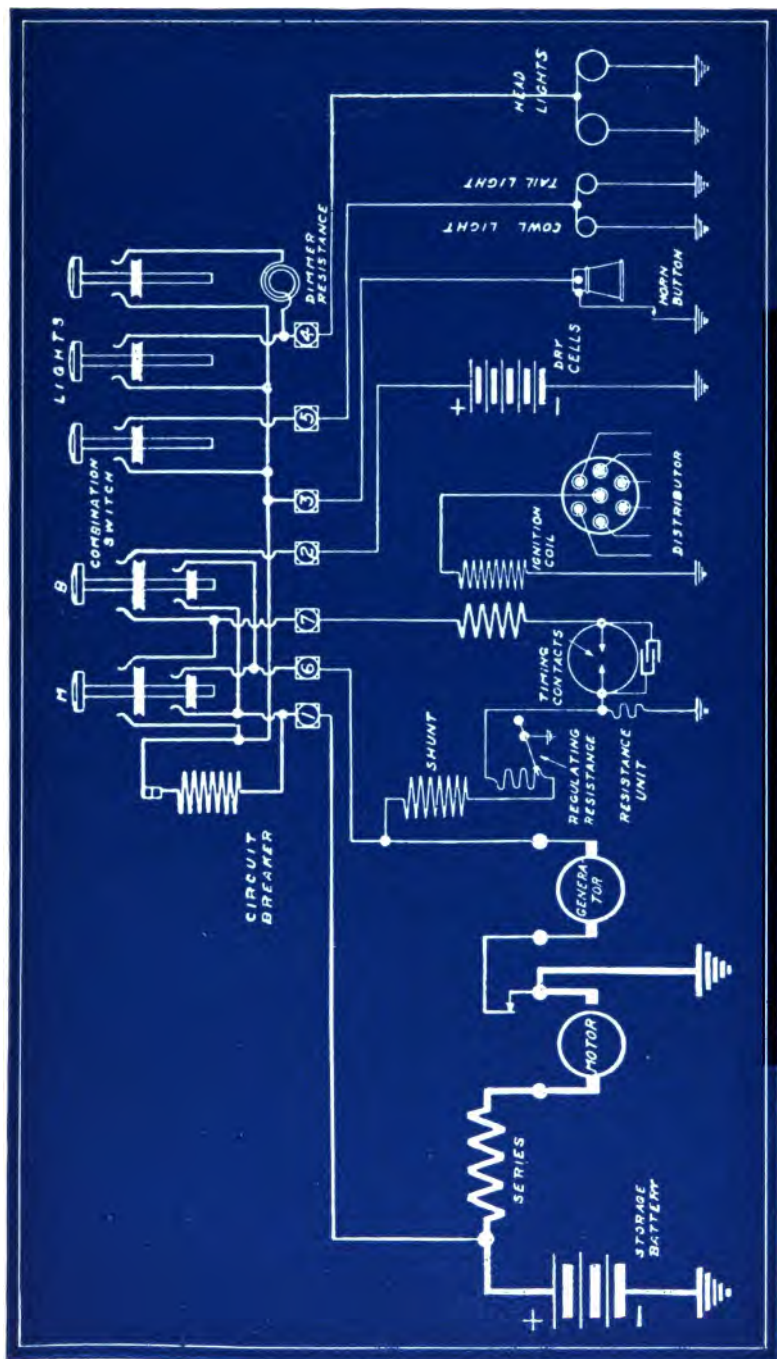 M
B
LIGHTS
COMBINATION
SWITCH
CIRCUIT
BREAKER
1
6
7
2
3
5
4
DIMMER
RESISTANCE
SERIES
+
-
STORAGE
BATTERY
MOTOR
GENERA-
TOR
SHUNT
REGULATING
RESISTANCE
RESISTANCE
UNIT
TIMING
CONTACTS
IGNITION
COIL
DISTRIBUTOR
+
-
DRY
CELLS
HORN
BUTTON
COWL LIGHT
TAIL LIGHT
HEAD
LIGHTS